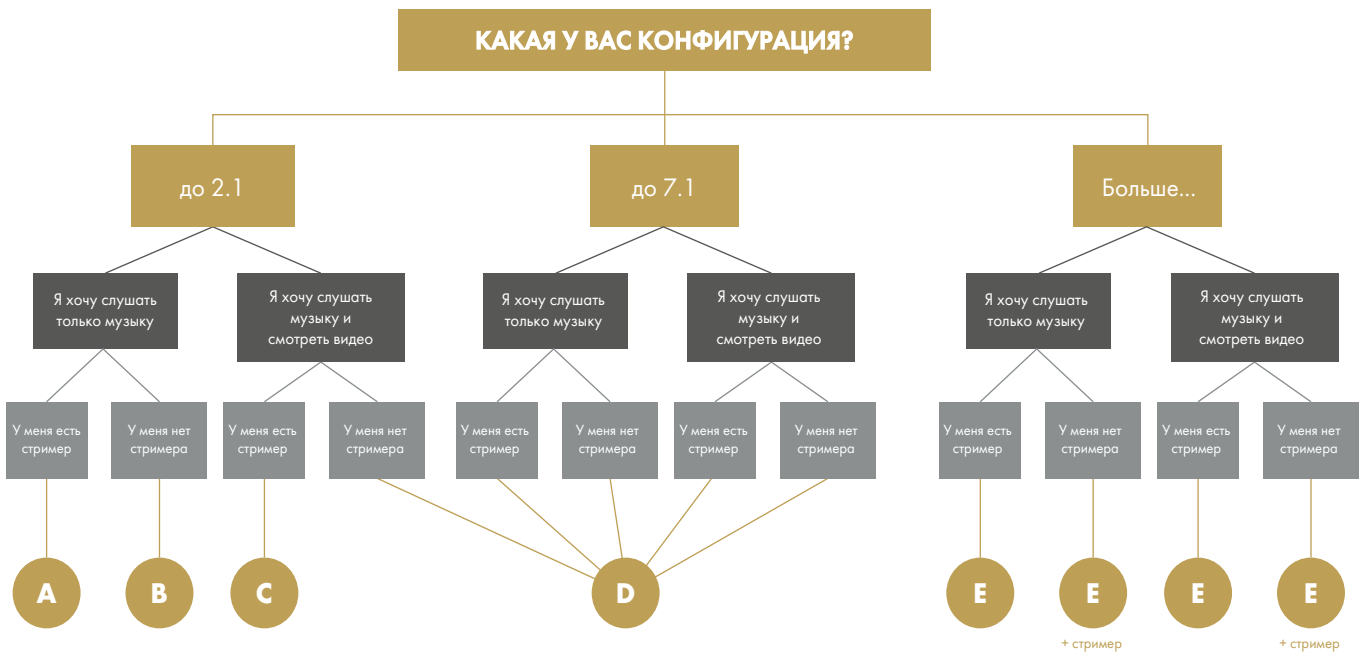 КАКАЯ У ВАС КОНФИГУРАЦИЯ?
до 2.1
до 7.1
Больше...
Я хочу слушать
только музыку
Я хочу слушать
музыку и
смотреть видео
Я хочу слушать
только музыку
Я хочу слушать
музыку и
смотреть видео
Я хочу слушать
только музыку
Я хочу слушать
музыку и
смотреть видео
У меня есть
стример
У меня нет
стримера
У меня есть
стример
У меня нет
стримера
У меня есть
стример
У меня нет
стримера
У меня есть
стример
У меня нет
стримера
У меня есть
стример
У меня нет
стримера
У меня есть
стример
У меня нет
стримера
A
B
C
D
E
E
E
E
+ стример
+ стример